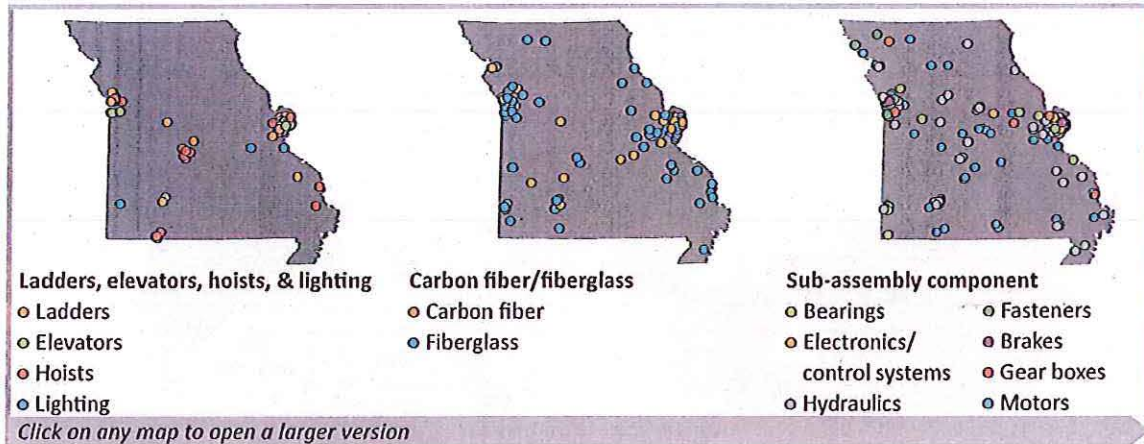 Ladders, elevators, hoists, & lighting
Ladders
Elevators
Hoists
Lighting
Carbon fiber/fiberglass
Carbon fiber
Fiberglass
Sub-assembly component
Bearings
Electronics/
control systems
Hydraulics
Fasteners
Brakes
Gear boxes
Motors
Click on any map to open a larger version